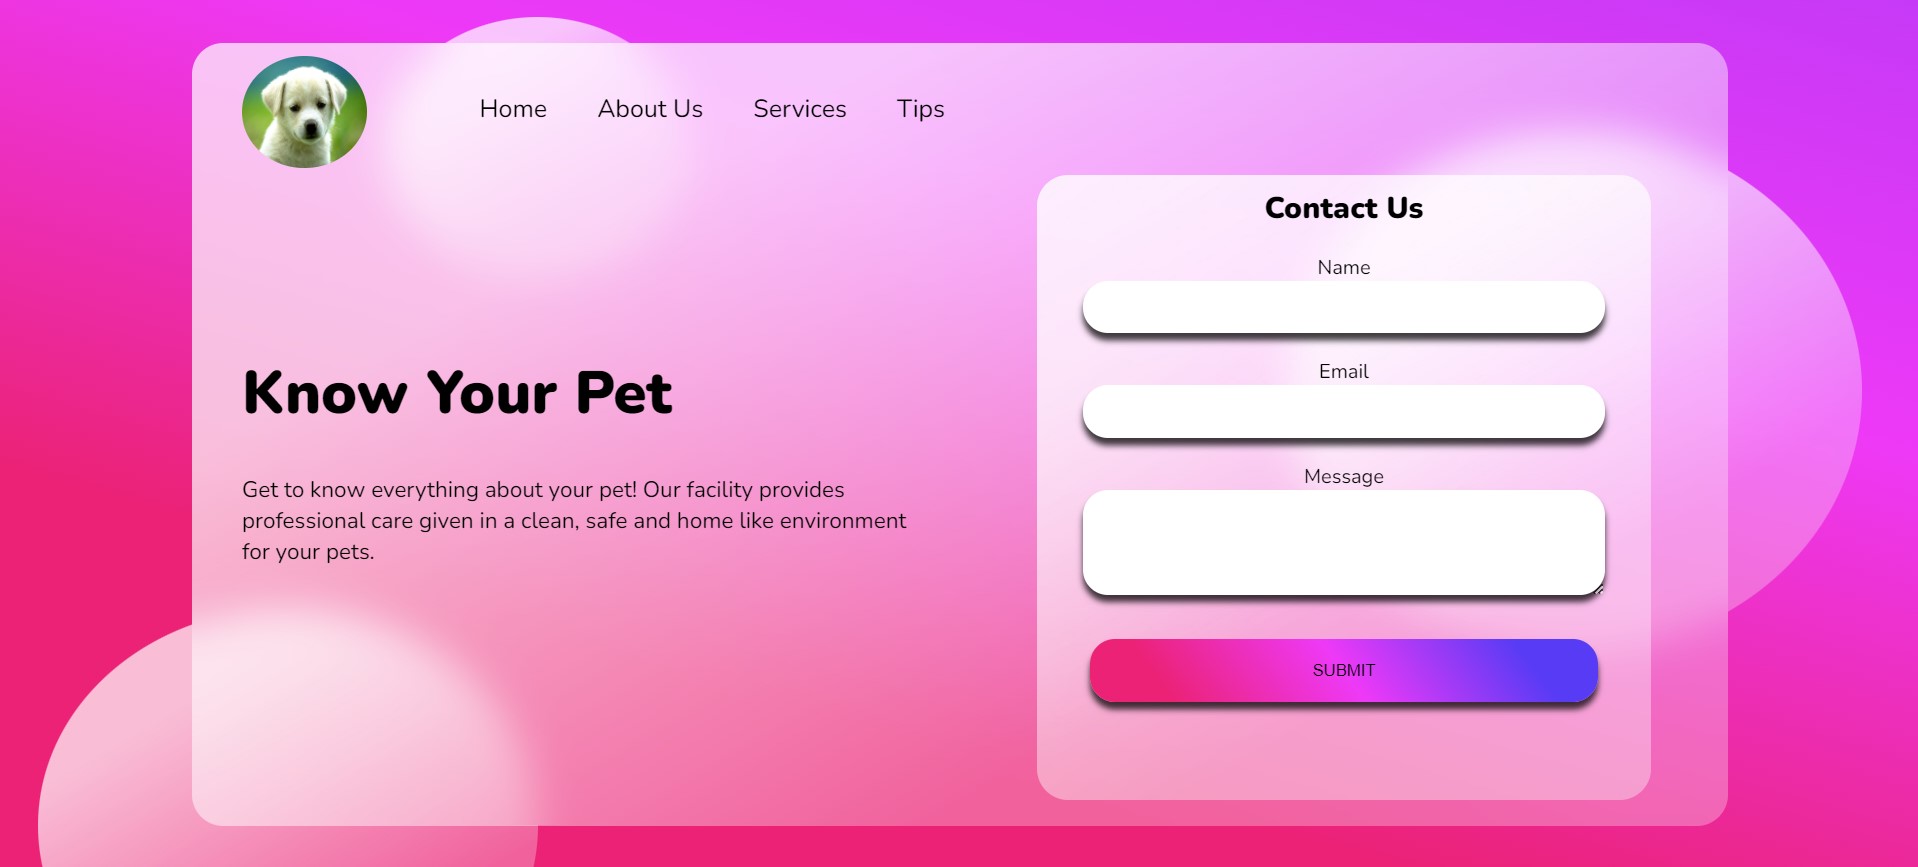 Home About Us Services Tips
Know Your Pet
Get to know everything about your pet! Our facility provides
professional care given in a clean, safe and home like environment
for your pets.
Contact Us
Name
Email
Message
SUBMIT